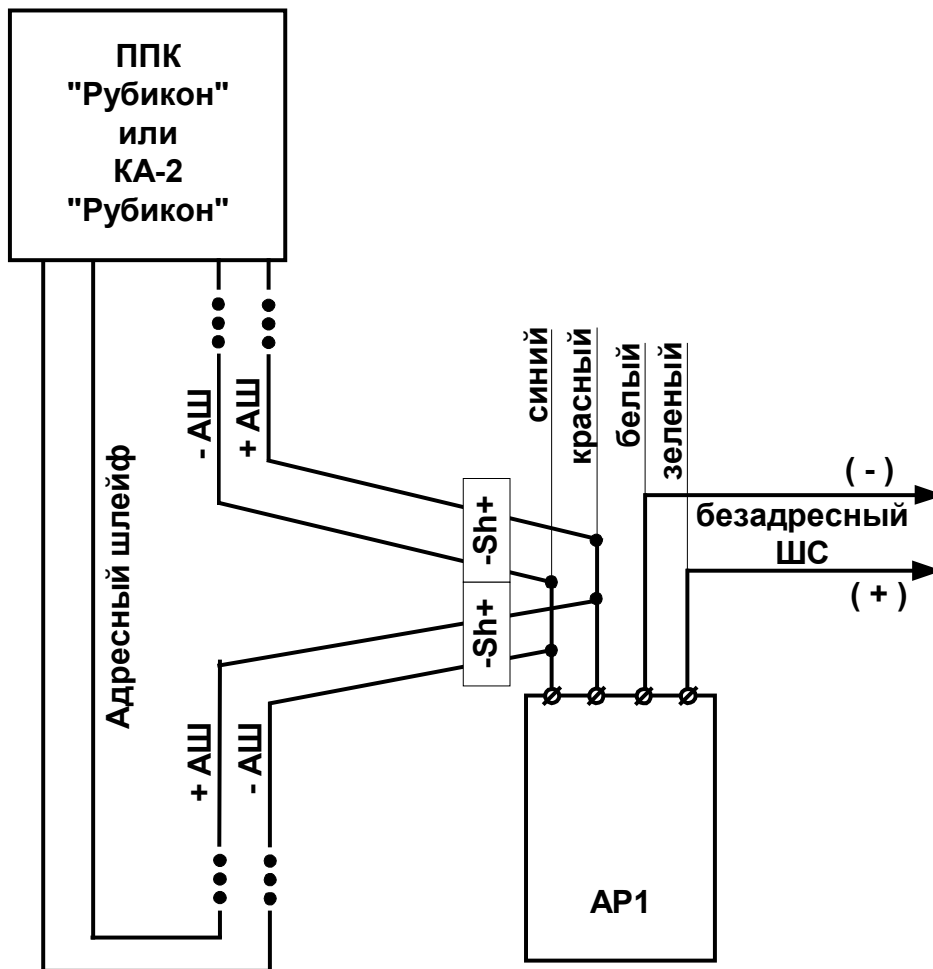 ППК
"Рубикон"
или
КА-2
"Рубикон"
- АШ
+ АШ
Адресный шлейф
+ АШ
- АШ
-Sh+
-Sh+
синий
красный
белый
зеленый
( - )
безадресный
ШС
( + )
АР1